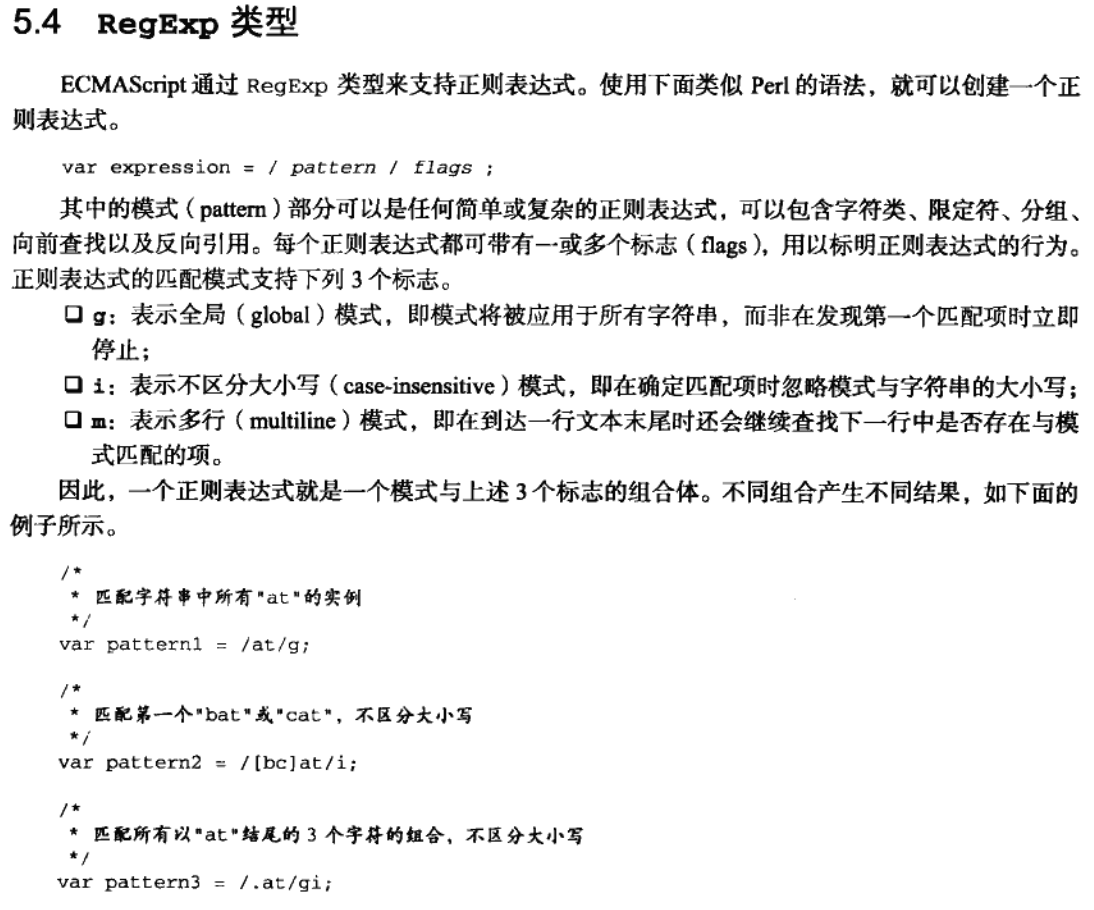 5.4 RegExp 类型
ECMAScript 通过 RegExp 类型来支持正则表达式。使用下面类似 Perl 的语法，就可以创建一个正
则表达式。
var expression = / pattern / flags ;
其中的模式（pattern）部分可以是任何简单或复杂的正则表达式，可以包含字符类、限定符、分组、
向前查找以及反向引用。每个正则表达式都可带有一或多个标志（flags），用以标明正则表达式的行为。
正则表达式的匹配模式支持下列 3 个标志。
❑ g：表示全局（global）模式，即模式将被应用于所有字符串，而非在发现第一个匹配项时立即
停止；
❑ i：表示不区分大小写（case-insensitive）模式，即在确定匹配项时忽略模式与字符串的大小写；
❑ m：表示多行（multiline）模式，即在到达一行文本末尾时还会继续查找下一行中是否存在与模
式匹配的项。
因此，一个正则表达式就是一个模式与上述 3 个标志的组合体。不同组合产生不同结果，如下面的
例子所示。
/*
* 匹配字符串中所有"at"的实例
*/
var pattern1 = /at/g;
/*
* 匹配第一个"bat"或"cat"，不区分大小写
*/
var pattern2 = /[bc]at/i;
/*
* 匹配所有以"at"结尾的 3 个字符的组合，不区分大小写
*/
var pattern3 = /.at/gi;